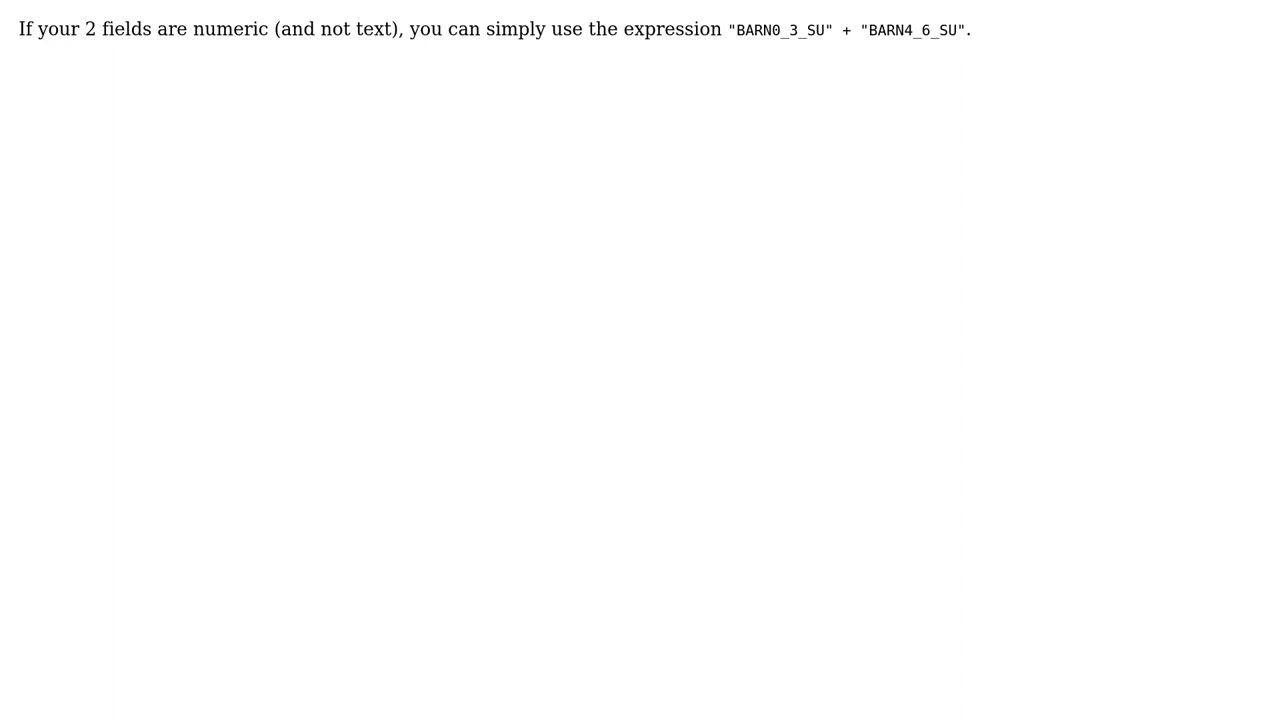 If your 2 fields are numeric (and not text), you can simply use the expression "BARN0_3_SU" + "BARN4_6_SU".